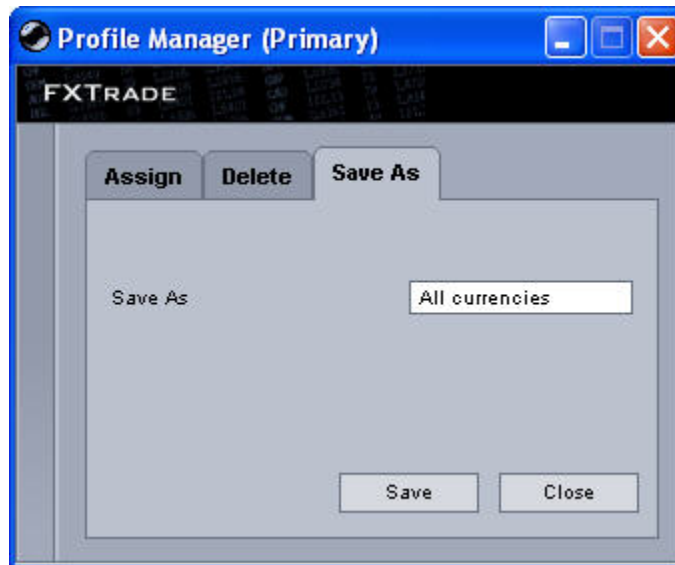 Profile Manager (Primary)
FXTRADE
Assign Delete Save As
Save As All currencies
Save Close